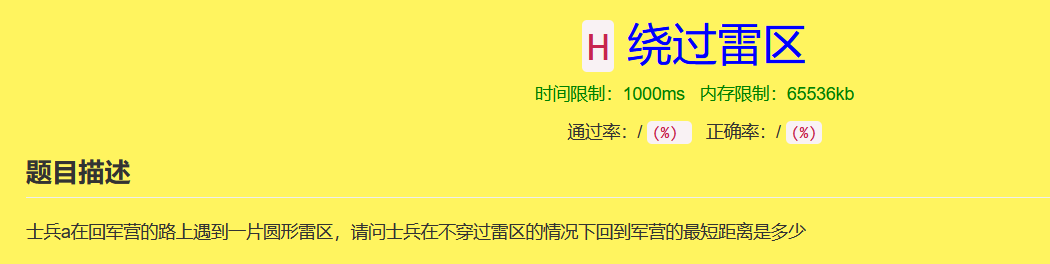 H 绕过雷区
时间限制：1000ms 内存限制：65536kb
通过率：/ (%) 正确率：/ (%)
题目描述
士兵a在回军营的路上遇到一片圆形雷区，请问士兵在不穿过雷区的情况下回到军营的最短距离是多少